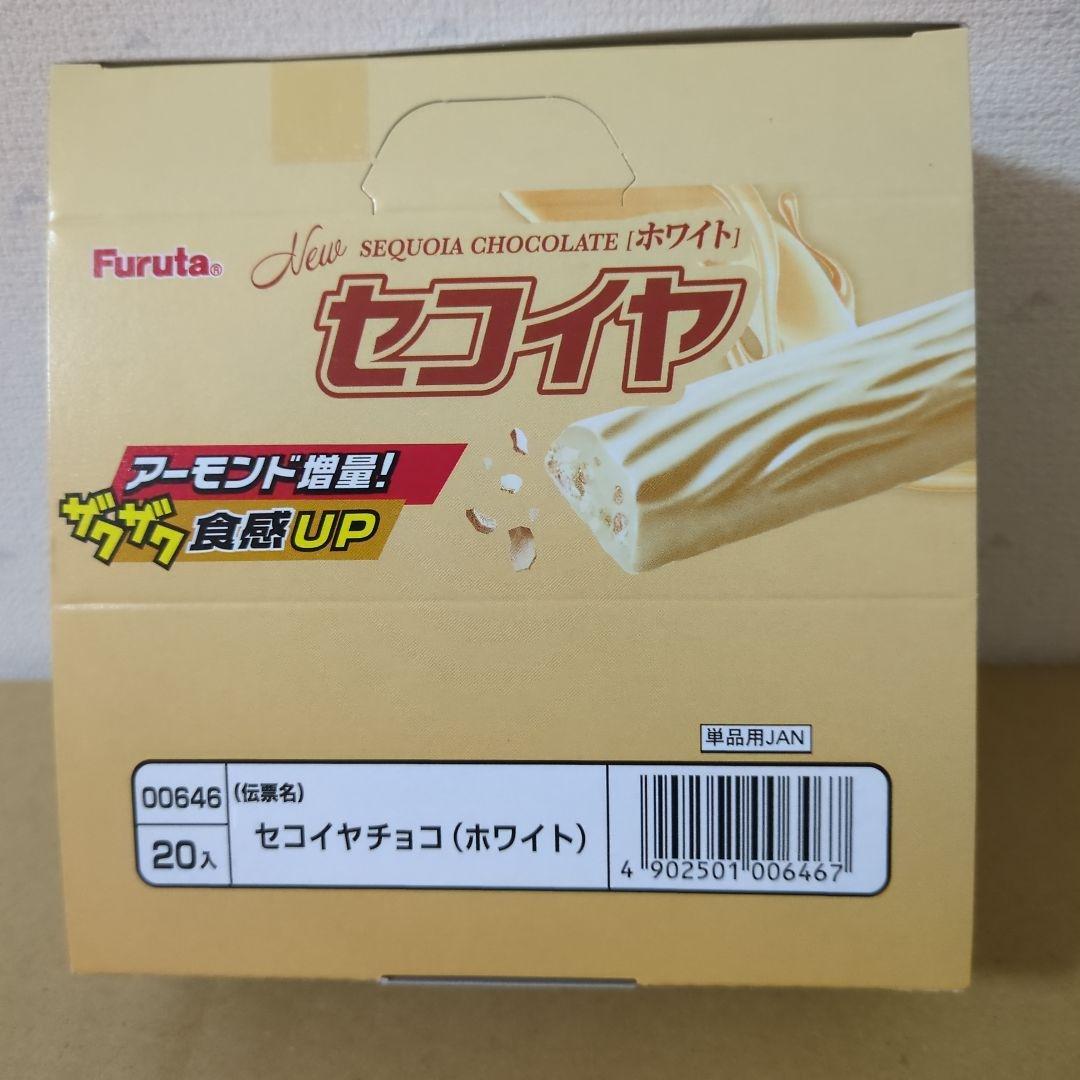 Furuta®
New SEQUOIA CHOCOLATE [ホワイト]
セコイヤ
アーモンド増量!
ザクザク 食感UP
単品用JAN
00646
20入
(伝票名)
セコイヤチョコ(ホワイト)
4 902501 006467